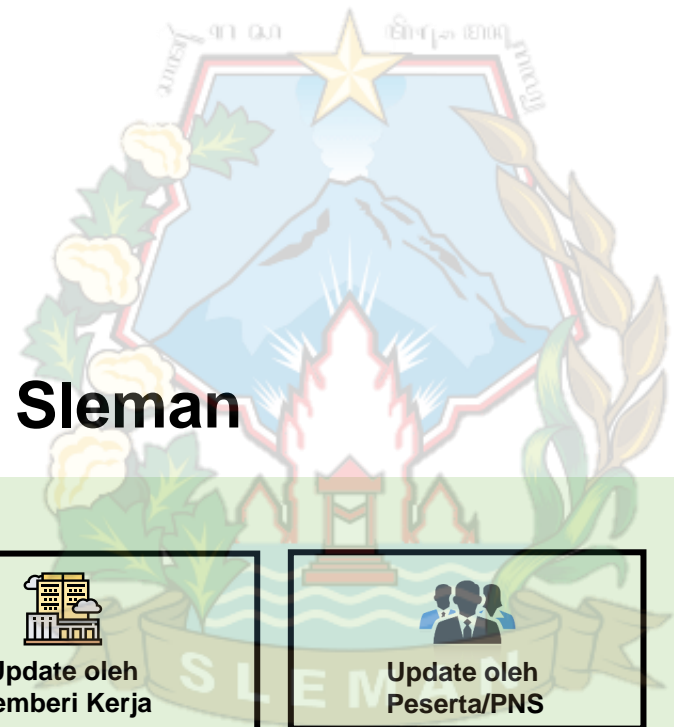 Sleman
Update oleh
emberi Kerja
Update oleh
Peserta/PNS
SLEMAN